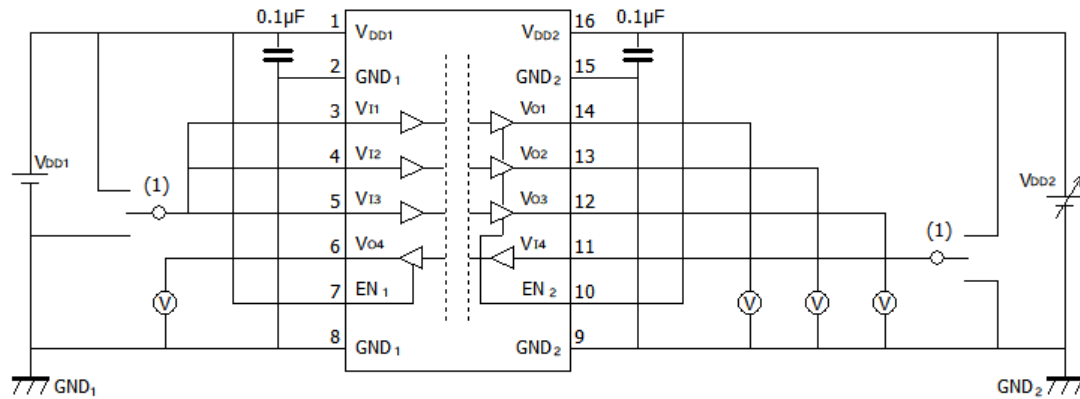 0.1µF
1
VDD1
VDD2
16
0.1µF
2
GND1
GND2
15
3
VI1
VO1
14
4
VI2
VO2
13
VDD1
(1)
5
VI3
VO3
12
VDD2
(1)
6
VO4
VI4
11
V
7
EN1
EN2
10
V
V
V
8
GND1
GND2
9
GND1
GND2